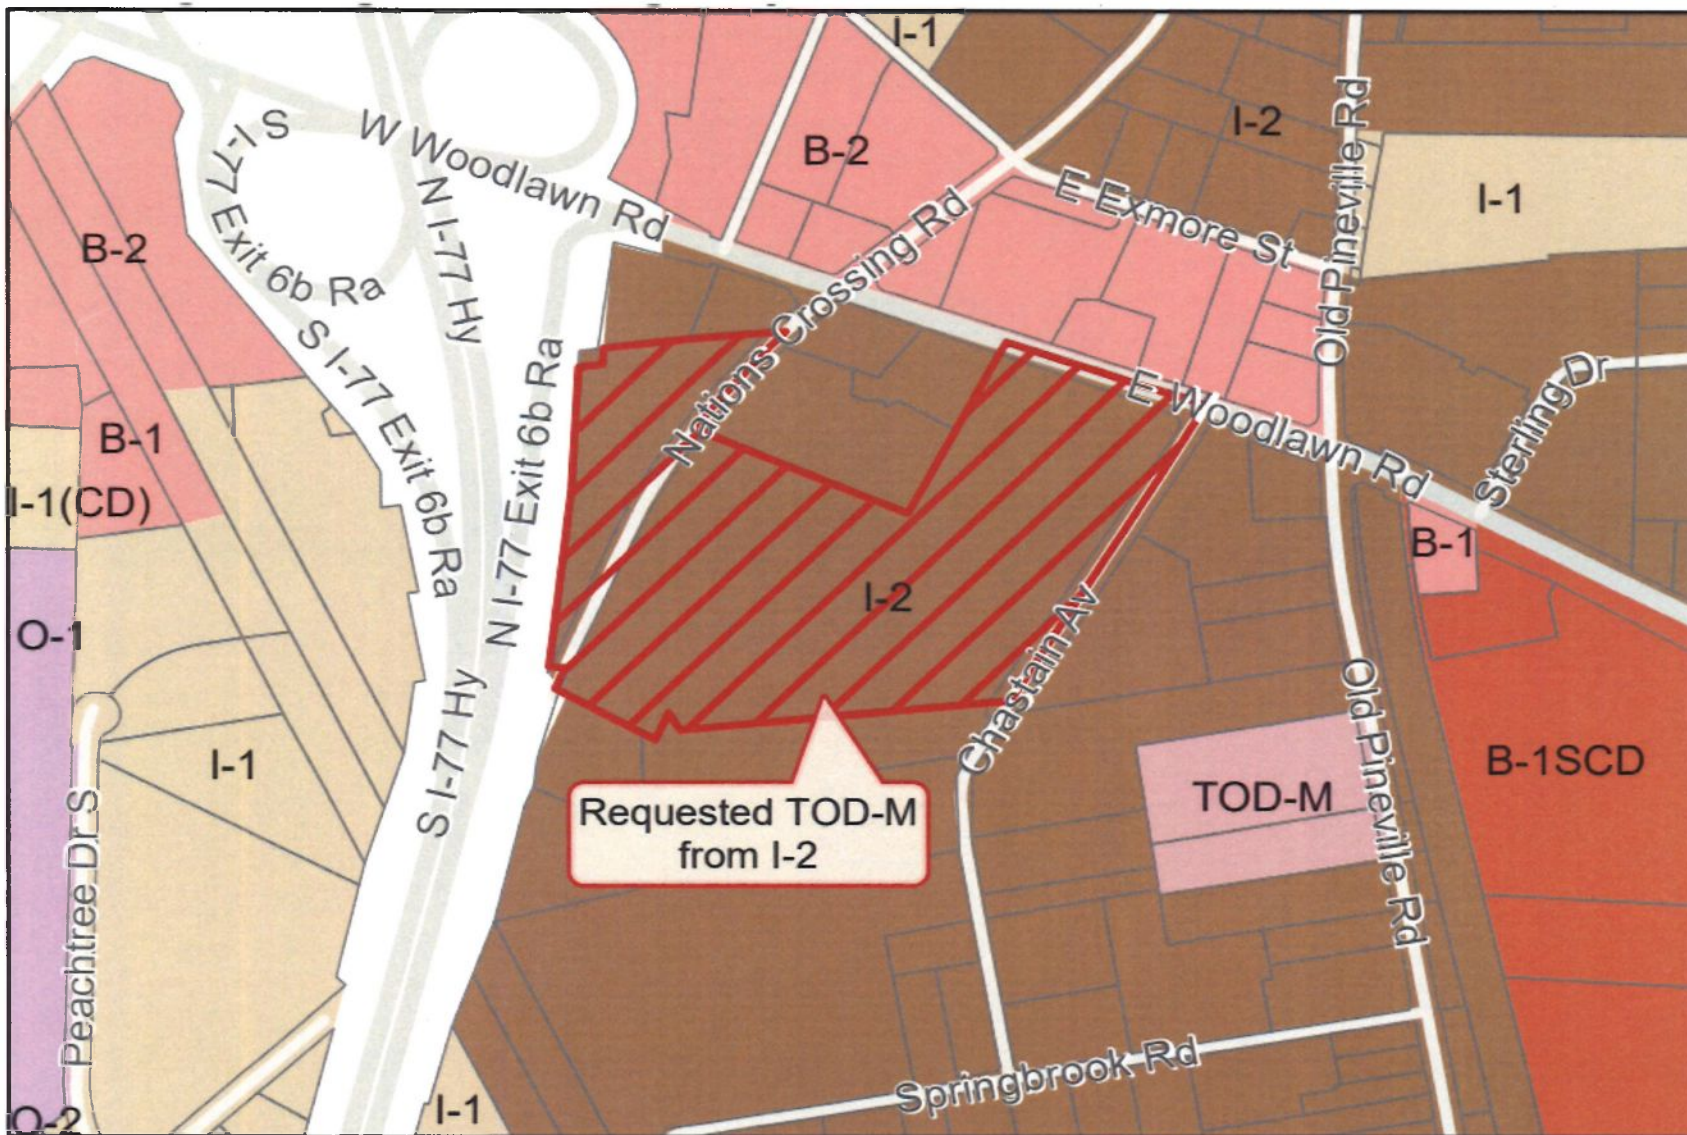 I-1
S I-77
Exit 6b Ra
W Woodlawn Rd
B-2
I-2
E Exmore St
Old Pineville Rd
I-1
B-2
N I-77 Hy
Nations Crossing Rd
S I-77 Exit 6b Ra
N I-77 Exit 6b Ra
E Woodlawn Rd
Sterling Dr
B-1
I-1(CD)
B-1
O-1
I-2
Chastain Av
S I-77 Hy
I-1
Requested TOD-M
from I-2
TOD-M
Old Pineville Rd
B-1SCD
Peachtree Dr S
Springbrook Rd
O-2
I-1